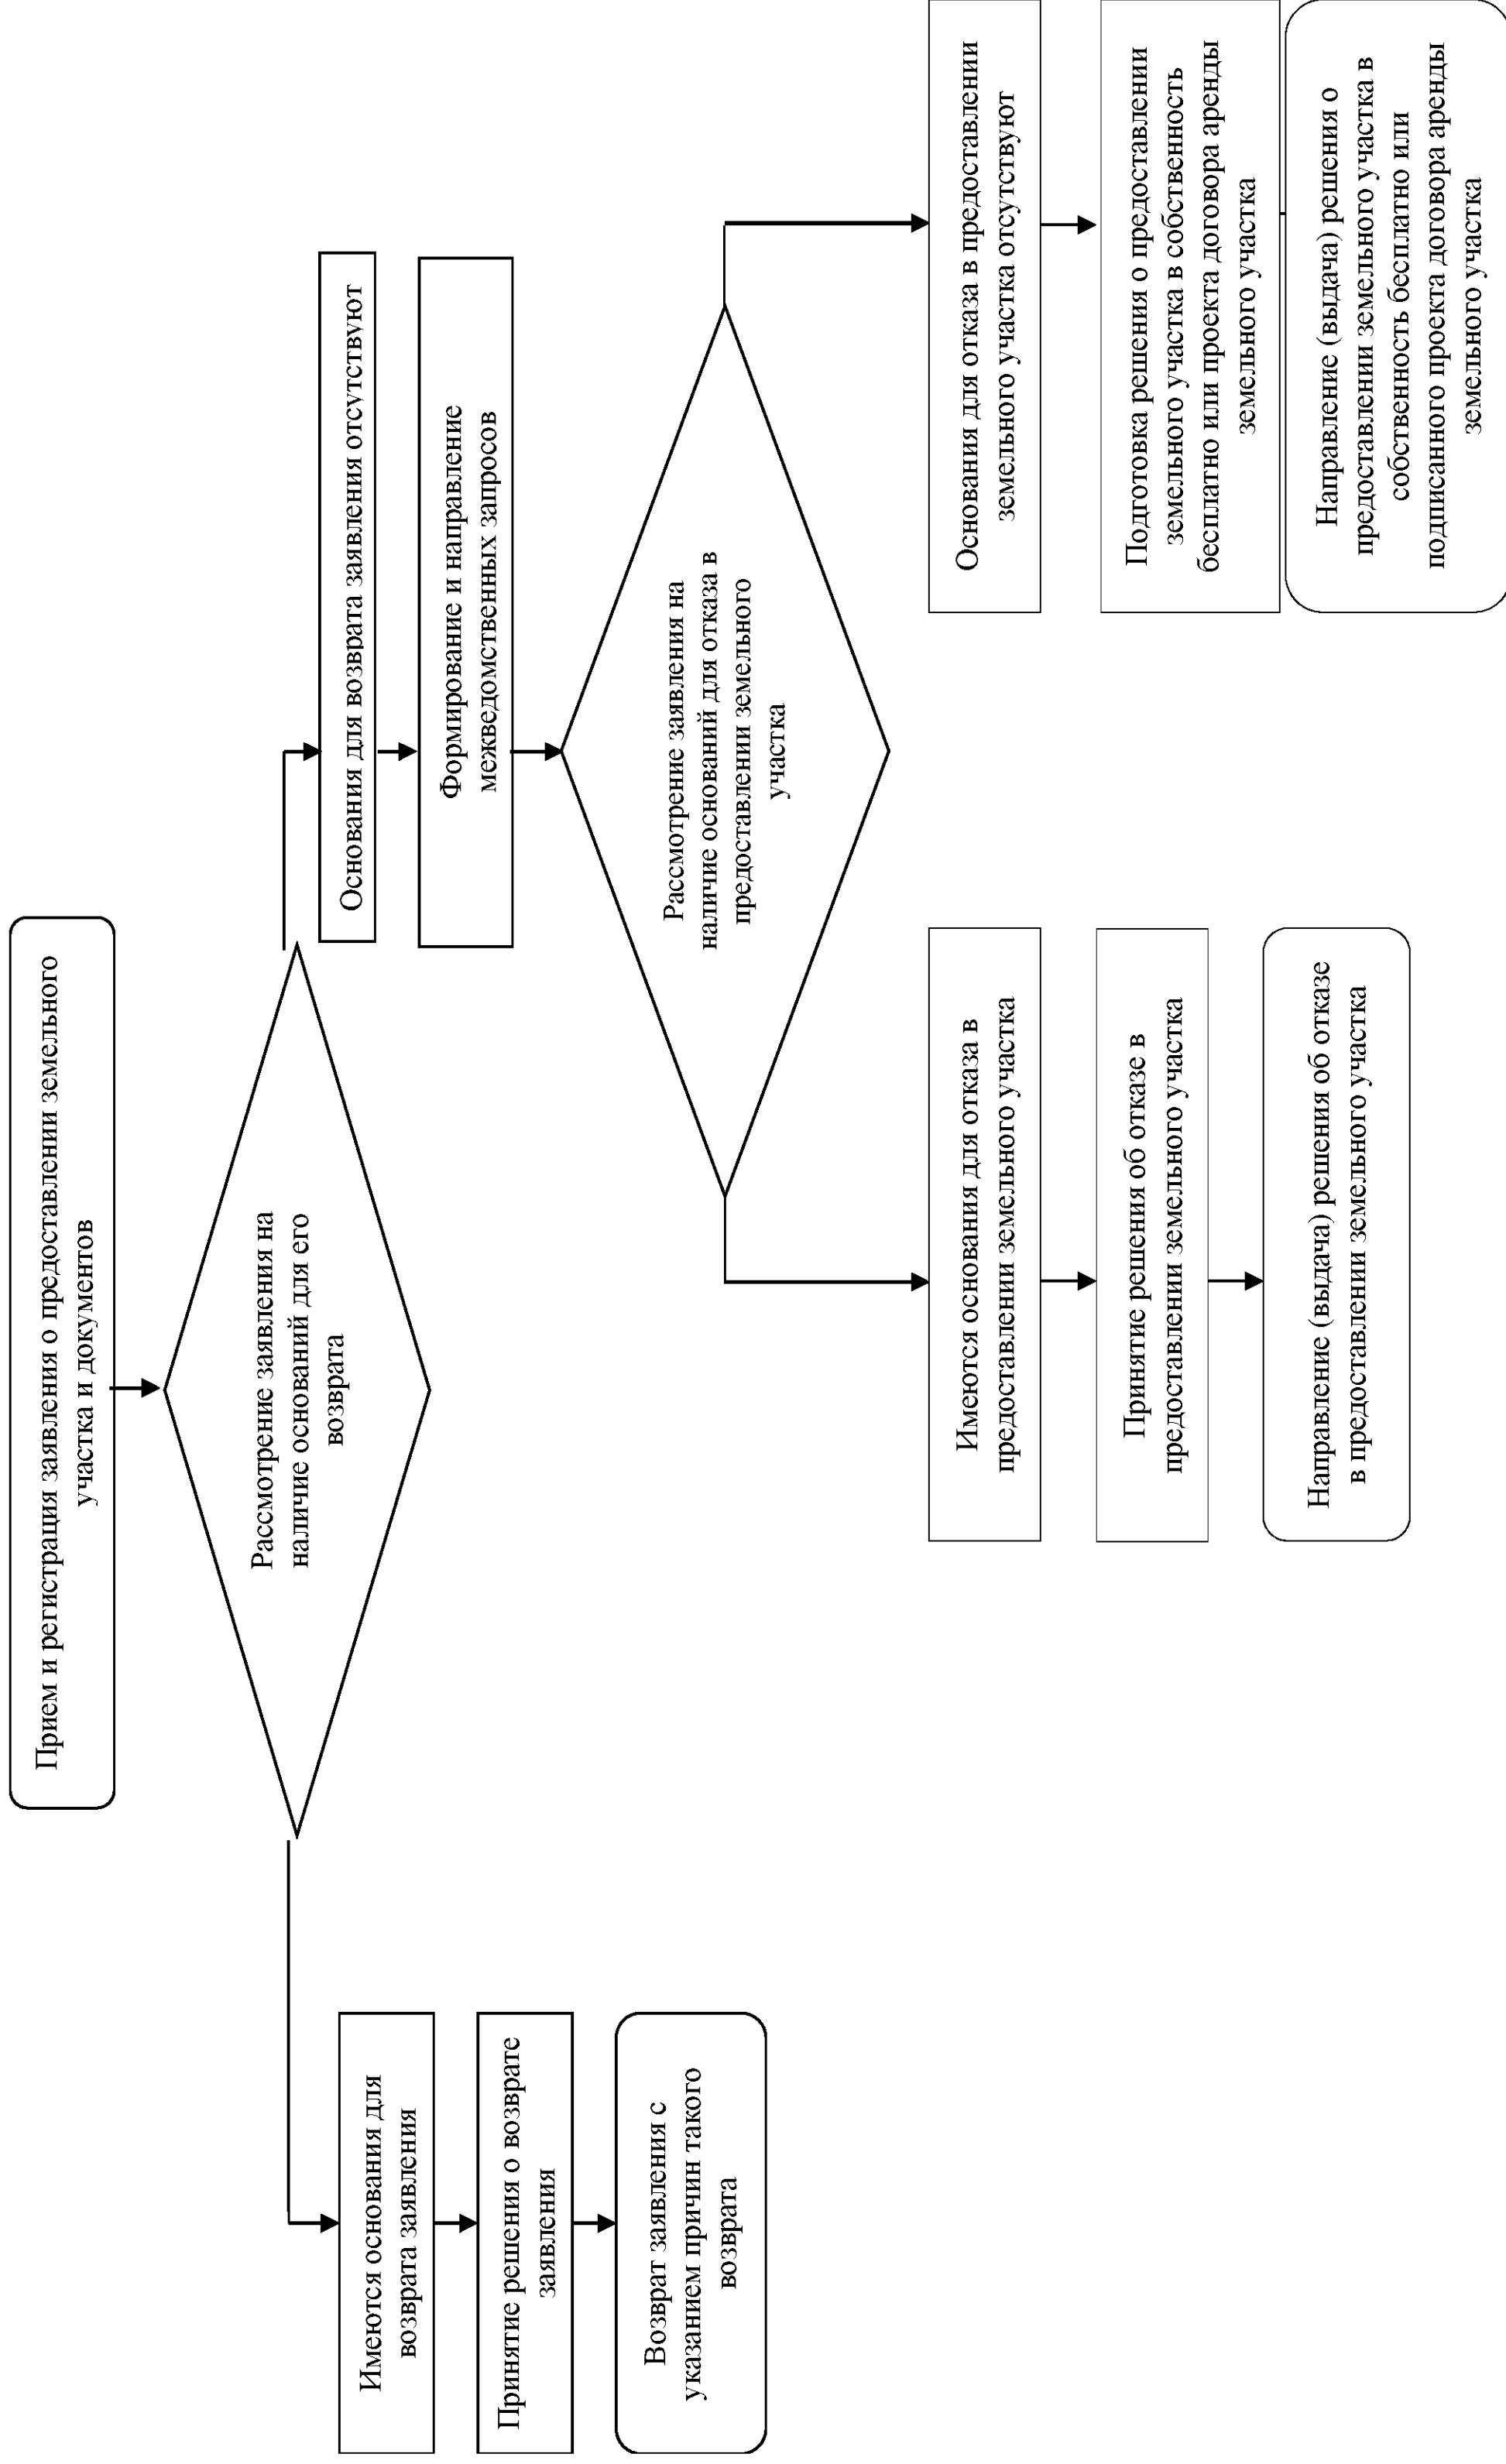 Прием и регистрация заявления о предоставлении земельного
участка и документов
Рассмотрение заявления на
наличие оснований для его
возврата
Имеются основания для
возврата заявления
Принятие решения о возврате
заявления
Возврат заявления с
указанием причин такого
возврата
Основания для возврата заявления отсутствуют
Формирование и направление
межведомственных запросов
Рассмотрение заявления на
наличие оснований для отказа в
предоставлении земельного
участка
Имеются основания для отказа в
предоставлении земельного участка
Принятие решения об отказе в
предоставлении земельного участка
Направление (выдача) решения об отказе
в предоставлении земельного участка
Основания для отказа в предоставлении
земельного участка отсутствуют
Подготовка решения о предоставлении
земельного участка в собственность
бесплатно или проекта договора аренды
земельного участка
Направление (выдача) решения о
предоставлении земельного участка в
собственность бесплатно или
подписанного проекта договора аренды
земельного участка